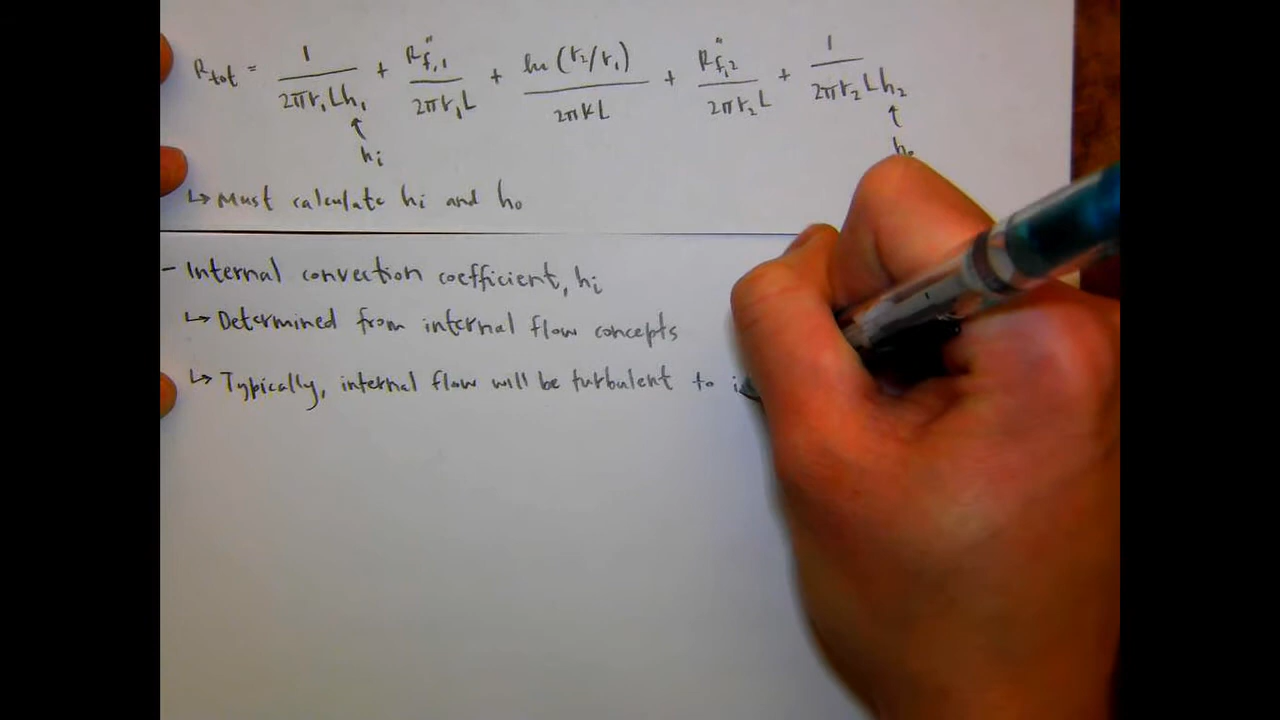 R_tot = 1/(2πr₁Lh₁) + R"f,1/(2πr₁L) + ln(r₂/r₁)/(2πkL) + R"f,2/(2πr₂L) + 1/(2πr₂Lh₂)
↑ ↑
hi ho
↳ Must calculate hi and ho
- Internal convection coefficient, hi
↳ Determined from internal flow concepts
↳ Typically, internal flow will be turbulent to